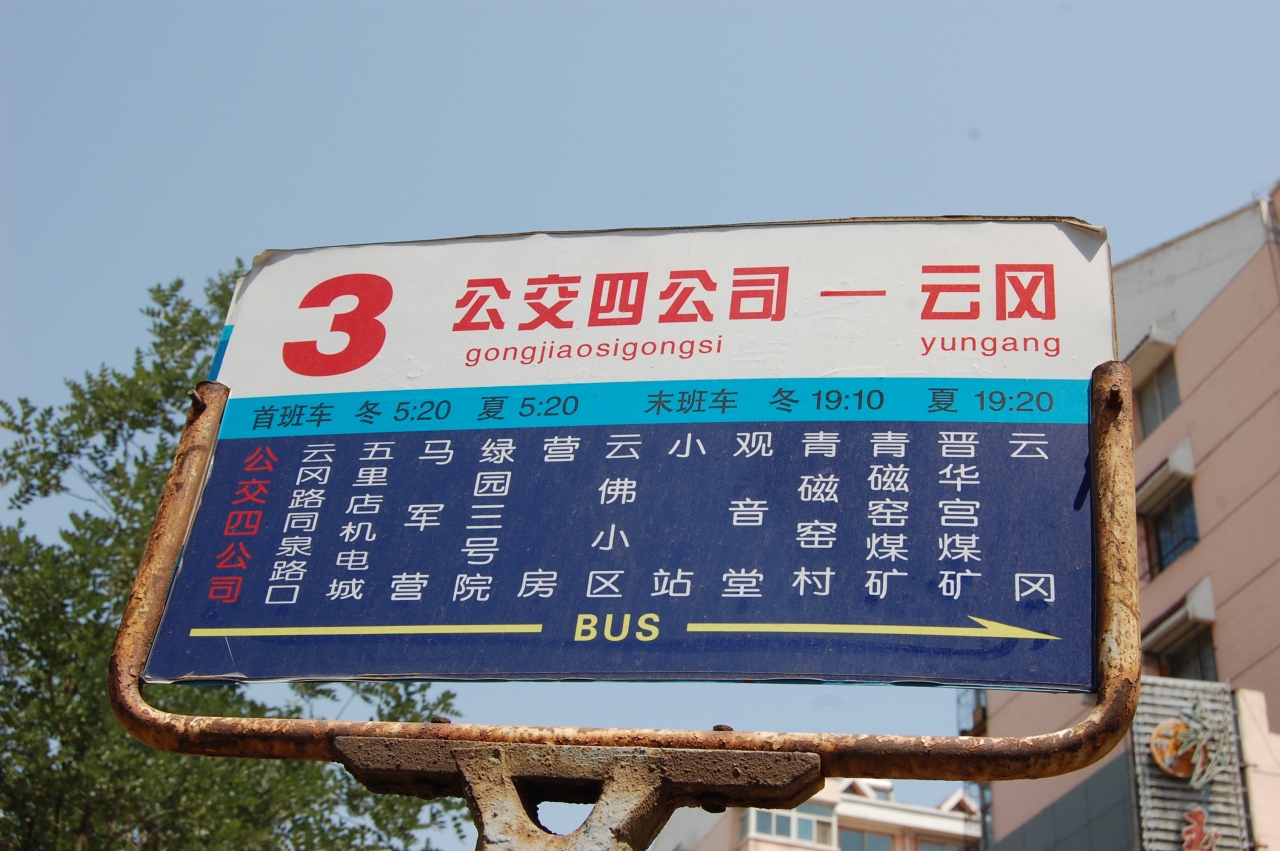 3 公交四公司 — 云冈
gongjiaosigongsi yungang
首班车 冬 5:20 夏 5:20 末班车 冬 19:10 夏 19:20
公交四公司
云冈路同泉路口
五里店机电城
马军营
绿园三号院
营房
云佛小区
小站
观音堂
青磁窑村
青磁窑煤矿
晋华宫煤矿
云冈
BUS